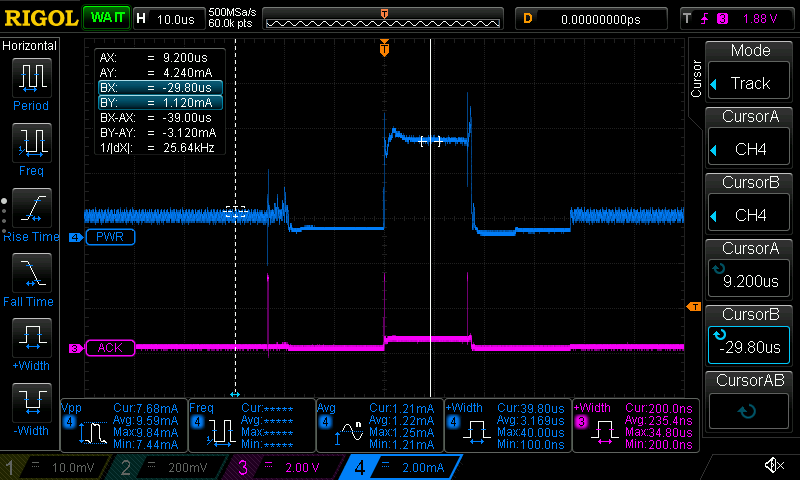 RIGOL WAIT H 10.0us 500MSa/s 60.0k pts T D 0.00000000ps T 3 1.88 V
Horizontal
Period
Freq
Rise Time
Fall Time
+Width
-Width
AX: = 9.200us
AY: = 4.240mA
BX: = -29.80us
BY: = 1.120mA
BX-AX: = -39.00us
BY-AY: = -3.120mA
1/|dX|: = 25.64kHz
T
4 PWR
3 ACK
T
Cursor
Mode
Track
CursorA
CH4
CursorB
CH4
CursorA
9.200us
CursorB
-29.80us
CursorAB
Vpp Cur:7.68mA
4 Avg:9.59mA
Max:9.84mA
Min:7.44mA
Freq Cur:*****
4 Avg:*****
Max:*****
Min:*****
Avg Cur:1.21mA
4 n Avg:1.22mA
Max:1.25mA
Min:1.21mA
+Width Cur:39.80us
4 Avg:3.169us
Max:40.00us
Min:100.0ns
+Width Cur:200.0ns
3 Avg:235.4ns
Max:34.80us
Min:200.0ns
1 10.0mV 2 200mV 3 2.00 V 4 2.00mA